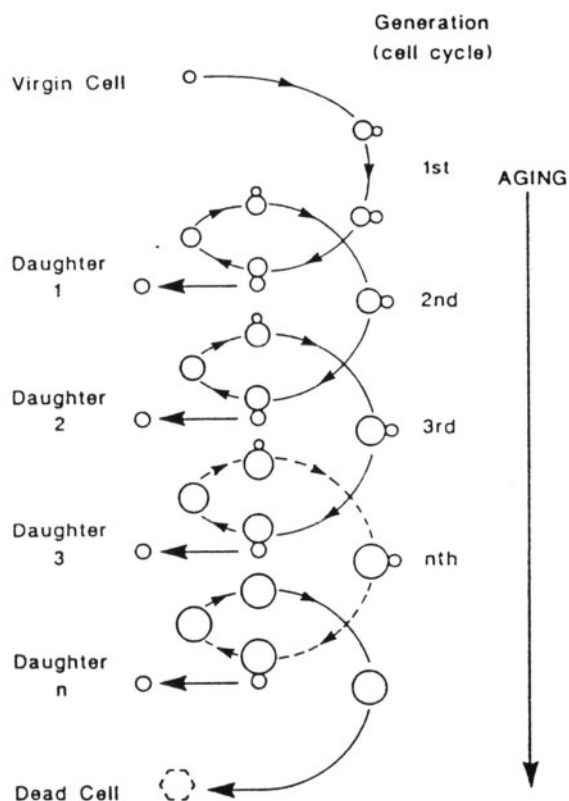 Generation
(cell cycle)
Virgin Cell
1st
AGING
Daughter
1
2nd
Daughter
2
3rd
Daughter
3
nth
Daughter
n
Dead Cell